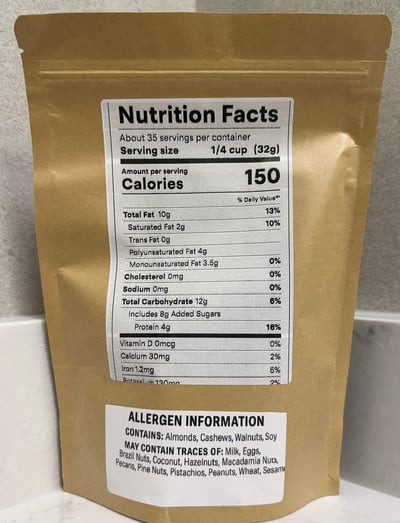 Nutrition Facts
About 35 servings per container
Serving size 1/4 cup (32g)
Amount per serving
Calories 150
% Daily Value*
Total Fat 10g 13%
Saturated Fat 2g 10%
Trans Fat 0g
Polyunsaturated Fat 4g
Monounsaturated Fat 3.5g 0%
Cholesterol 0mg 0%
Sodium 0mg 0%
Total Carbohydrate 12g 6%
Includes 8g Added Sugars
Protein 4g 16%
Vitamin D 0mcg 0%
Calcium 30mg 2%
Iron 1.2mg 6%
Potassium 130mg 2%
ALLERGEN INFORMATION
CONTAINS: Almonds, Cashews, Walnuts, Soy
MAY CONTAIN TRACES OF: Milk, Eggs,
Brazil Nuts, Coconut, Hazelnuts, Macadamia Nuts,
Pecans, Pine Nuts, Pistachios, Peanuts, Wheat, Sesame